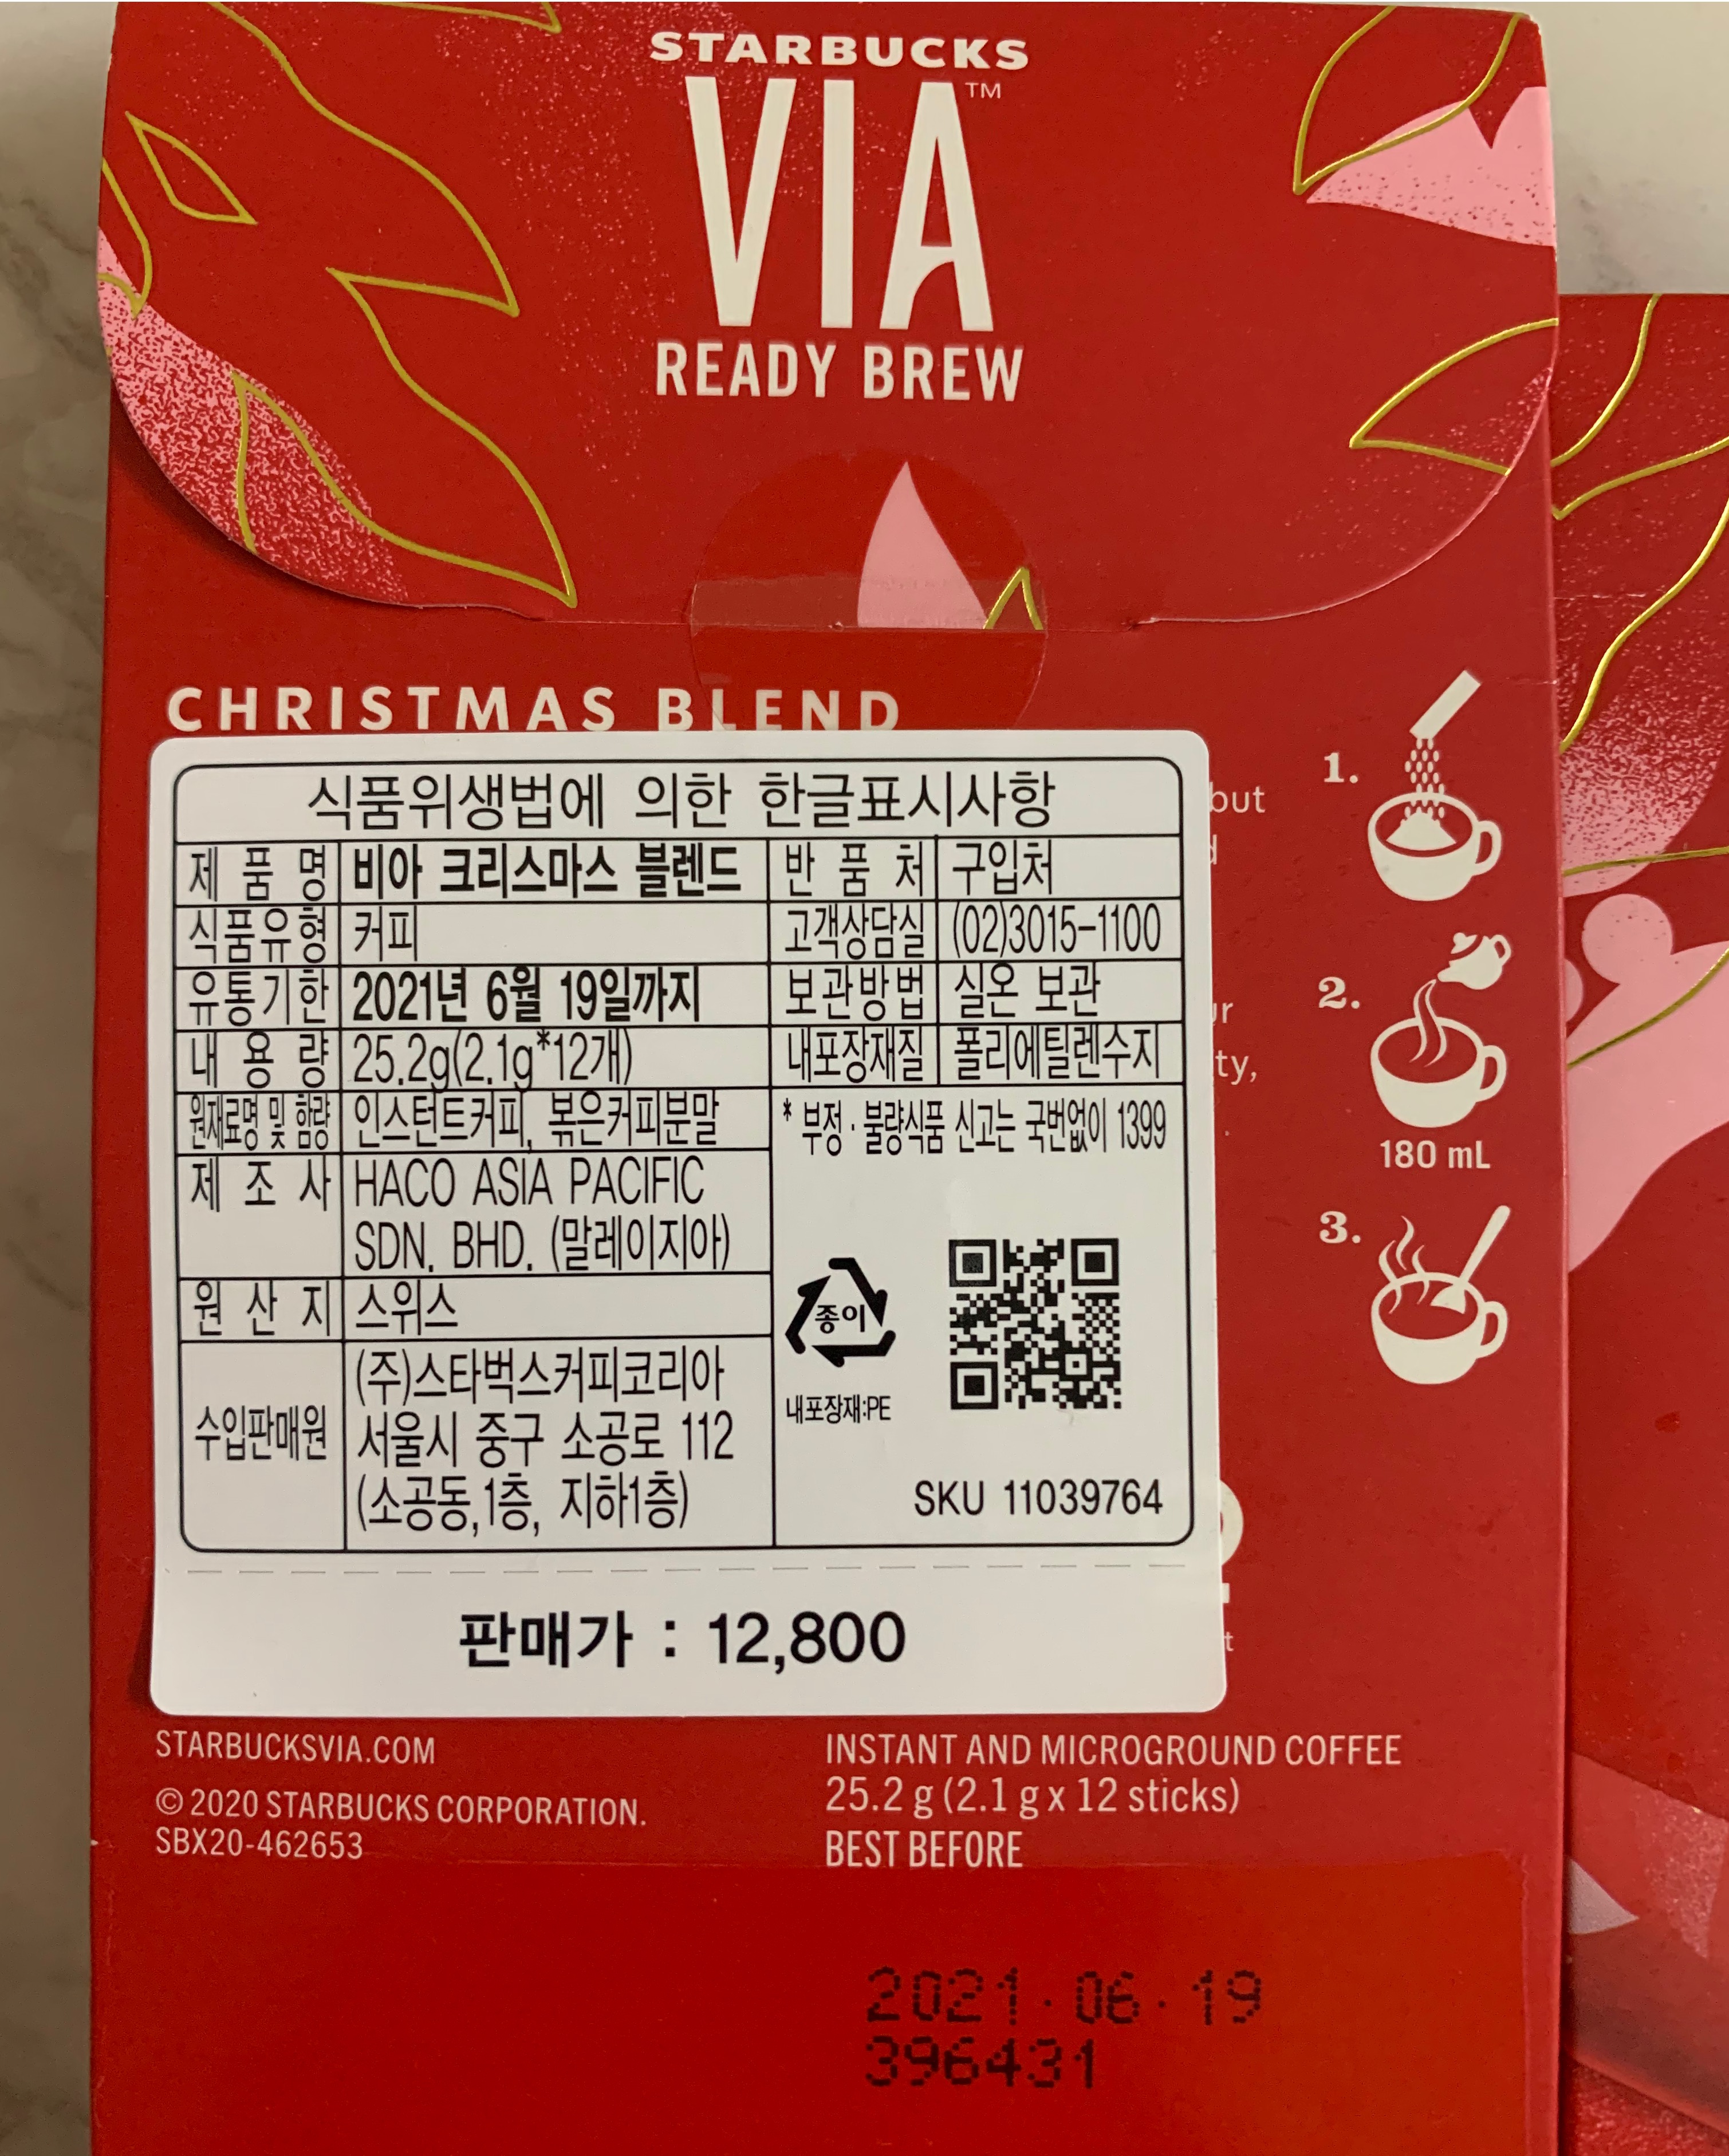 STARBUCKS
VIA™
READY BREW
CHRISTMAS BLEND
but
식품위생법에 의한 한글표시사항
제 품 명 비아 크리스마스 블렌드 반 품 처 구입처
식품유형 커피 고객상담실 (02)3015-1100
유통기한 2021년 6월 19일까지 보관방법 실온 보관
내 용 량 25.2g(2.1g*12개) 내포장재질 폴리에틸렌수지
원재료명 및 함량 인스턴트커피, 볶은커피분말 * 부정·불량식품 신고는 국번없이 1399
제 조 사 HACO ASIA PACIFIC
SDN. BHD. (말레이지아)
원 산 지 스위스
수입판매원 (주)스타벅스커피코리아
서울시 중구 소공로 112
(소공동,1층, 지하1층)
종이
내포장재:PE
SKU 11039764
판매가 : 12,800
1.
2.
180 mL
3.
STARBUCKSVIA.COM
© 2020 STARBUCKS CORPORATION.
SBX20-462653
INSTANT AND MICROGROUND COFFEE
25.2 g (2.1 g x 12 sticks)
BEST BEFORE
2021.06.19
396431